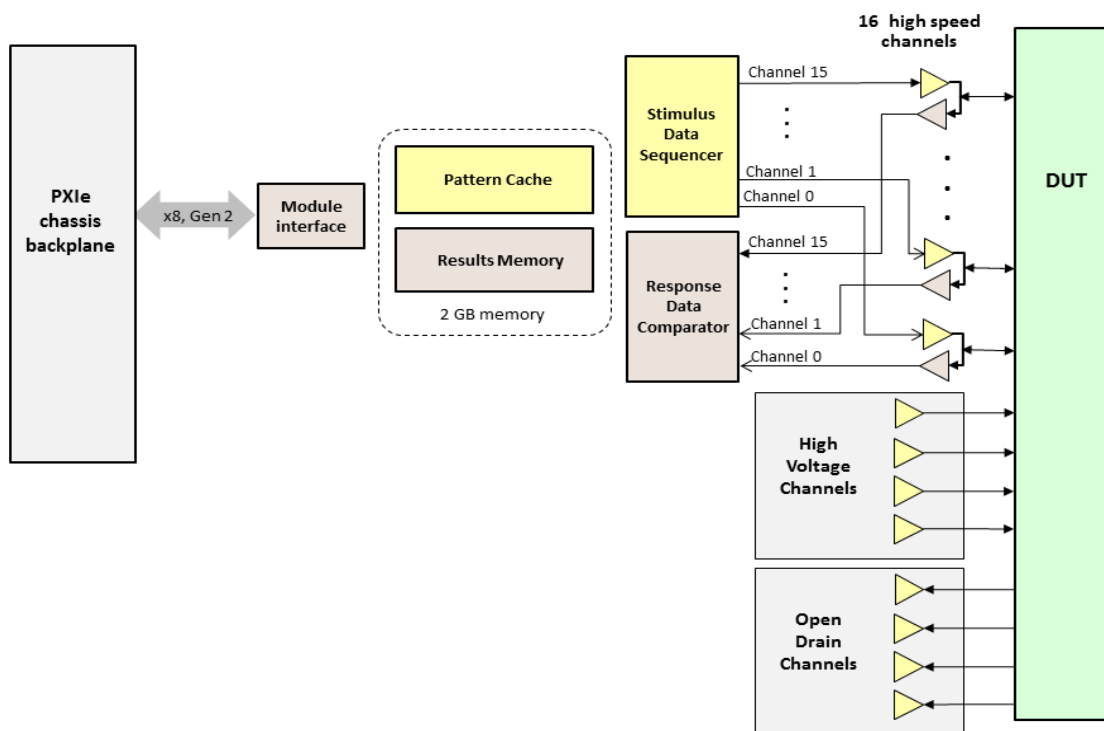 16 high speed
channels
PXIe
chassis
backplane
x8, Gen 2
Module
interface
Pattern Cache
Results Memory
2 GB memory
Stimulus
Data
Sequencer
Channel 15
Channel 1
Channel 0
Response
Data
Comparator
Channel 15
Channel 1
Channel 0
DUT
High
Voltage
Channels
Open
Drain
Channels